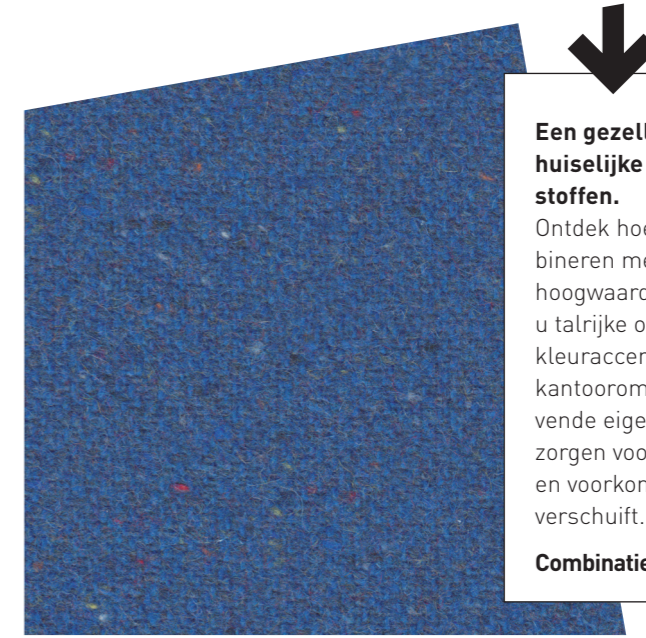 Een gezell
huiselijke
stoffen.
Ontdek hoe
bineren me
hoogwaard
u talrijke o
kleuraccen
kantoorom
vende eige
zorgen voo
en voorkom
verschuift.
Combinatie